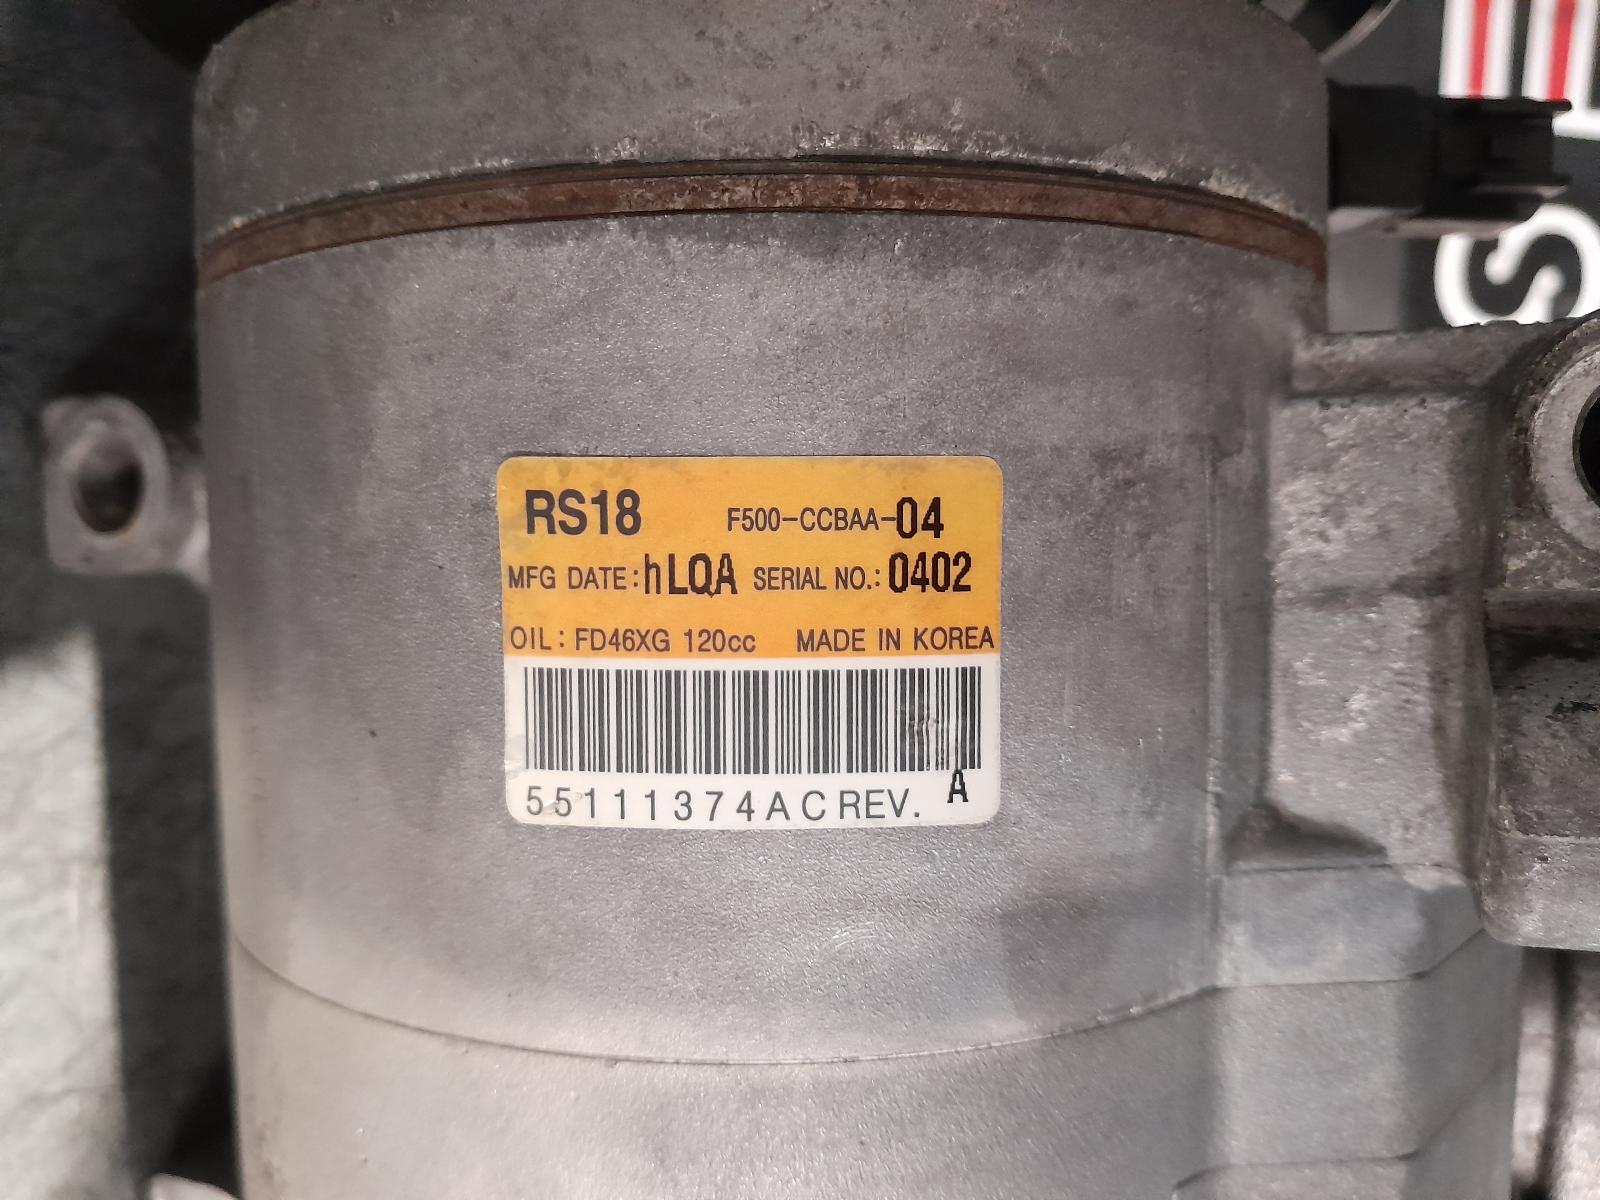 RS18 F500-CCBAA-04
MFG DATE: hLQA SERIAL NO.: 0402
OIL: FD46XG 120cc MADE IN KOREA
55111374AC REV. A
S